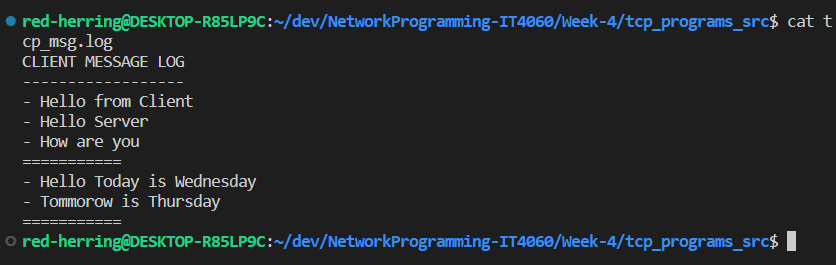 red-herring@DESKTOP-R85LP9C:~/dev/NetworkProgramming-IT4060/Week-4/tcp_programs_src$ cat t
cp_msg.log
CLIENT MESSAGE LOG
------------------
- Hello from Client
- Hello Server
- How are you
===========
- Hello Today is Wednesday
- Tommorow is Thursday
===========
red-herring@DESKTOP-R85LP9C:~/dev/NetworkProgramming-IT4060/Week-4/tcp_programs_src$